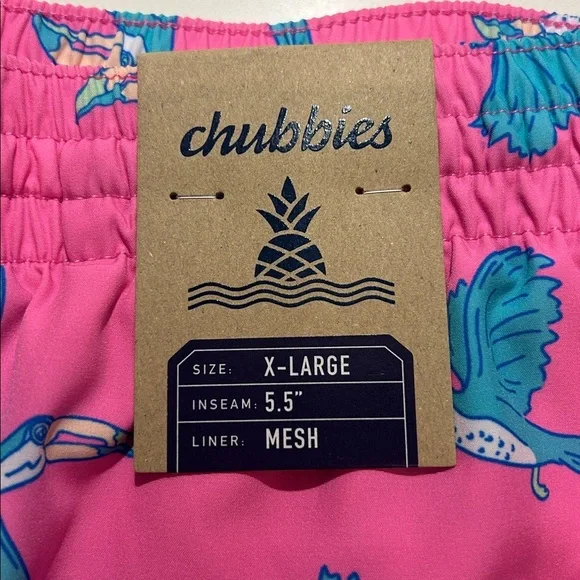 chubbies
SIZE: X-LARGE
INSEAM: 5.5"
LINER: MESH